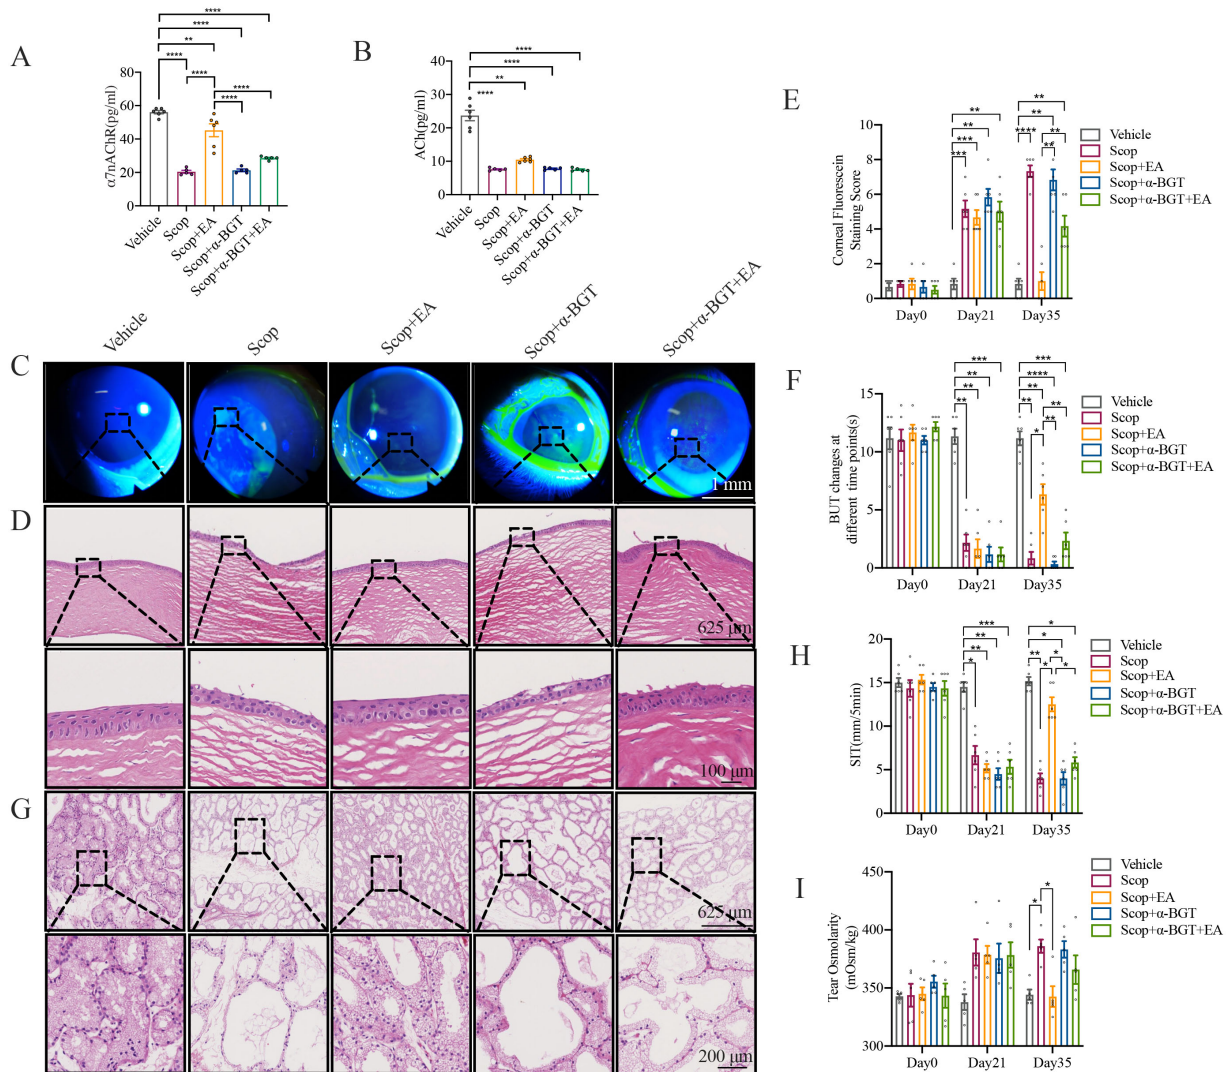 A
****
****
**
****
****
****
****
α7nAChR(pg/ml)
80
60
40
20
0
Vehicle
Scop
Scop+EA
Scop+α-BGT
Scop+α-BGT+EA
B
****
****
**
****
ACh(pg/ml)
40
30
20
10
0
Vehicle
Scop
Scop+EA
Scop+α-BGT
Scop+α-BGT+EA
Vehicle
Scop
Scop+EA
Scop+α-BGT
Scop+α-BGT+EA
C
1 mm
D
625 μm
100 μm
G
625 μm
200 μm
E
Corneal Fluorescein
Staining Score
10
8
6
4
2
0
**
**
***
***
**
**
****
**
**
Day0
Day21
Day35
Vehicle
Scop
Scop+EA
Scop+α-BGT
Scop+α-BGT+EA
F
BUT changes at
different time points(s)
15
10
5
0
***
**
**
**
***
****
**
**
**
*
**
Day0
Day21
Day35
Vehicle
Scop
Scop+EA
Scop+α-BGT
Scop+α-BGT+EA
H
SIT(mm/5min)
20
15
10
5
0
***
**
**
*
*
*
**
*
*
*
Day0
Day21
Day35
Vehicle
Scop
Scop+EA
Scop+α-BGT
Scop+α-BGT+EA
I
Tear Osmolarity
(mOsm/kg)
450
400
350
300
*
*
Day0
Day21
Day35
Vehicle
Scop
Scop+EA
Scop+α-BGT
Scop+α-BGT+EA